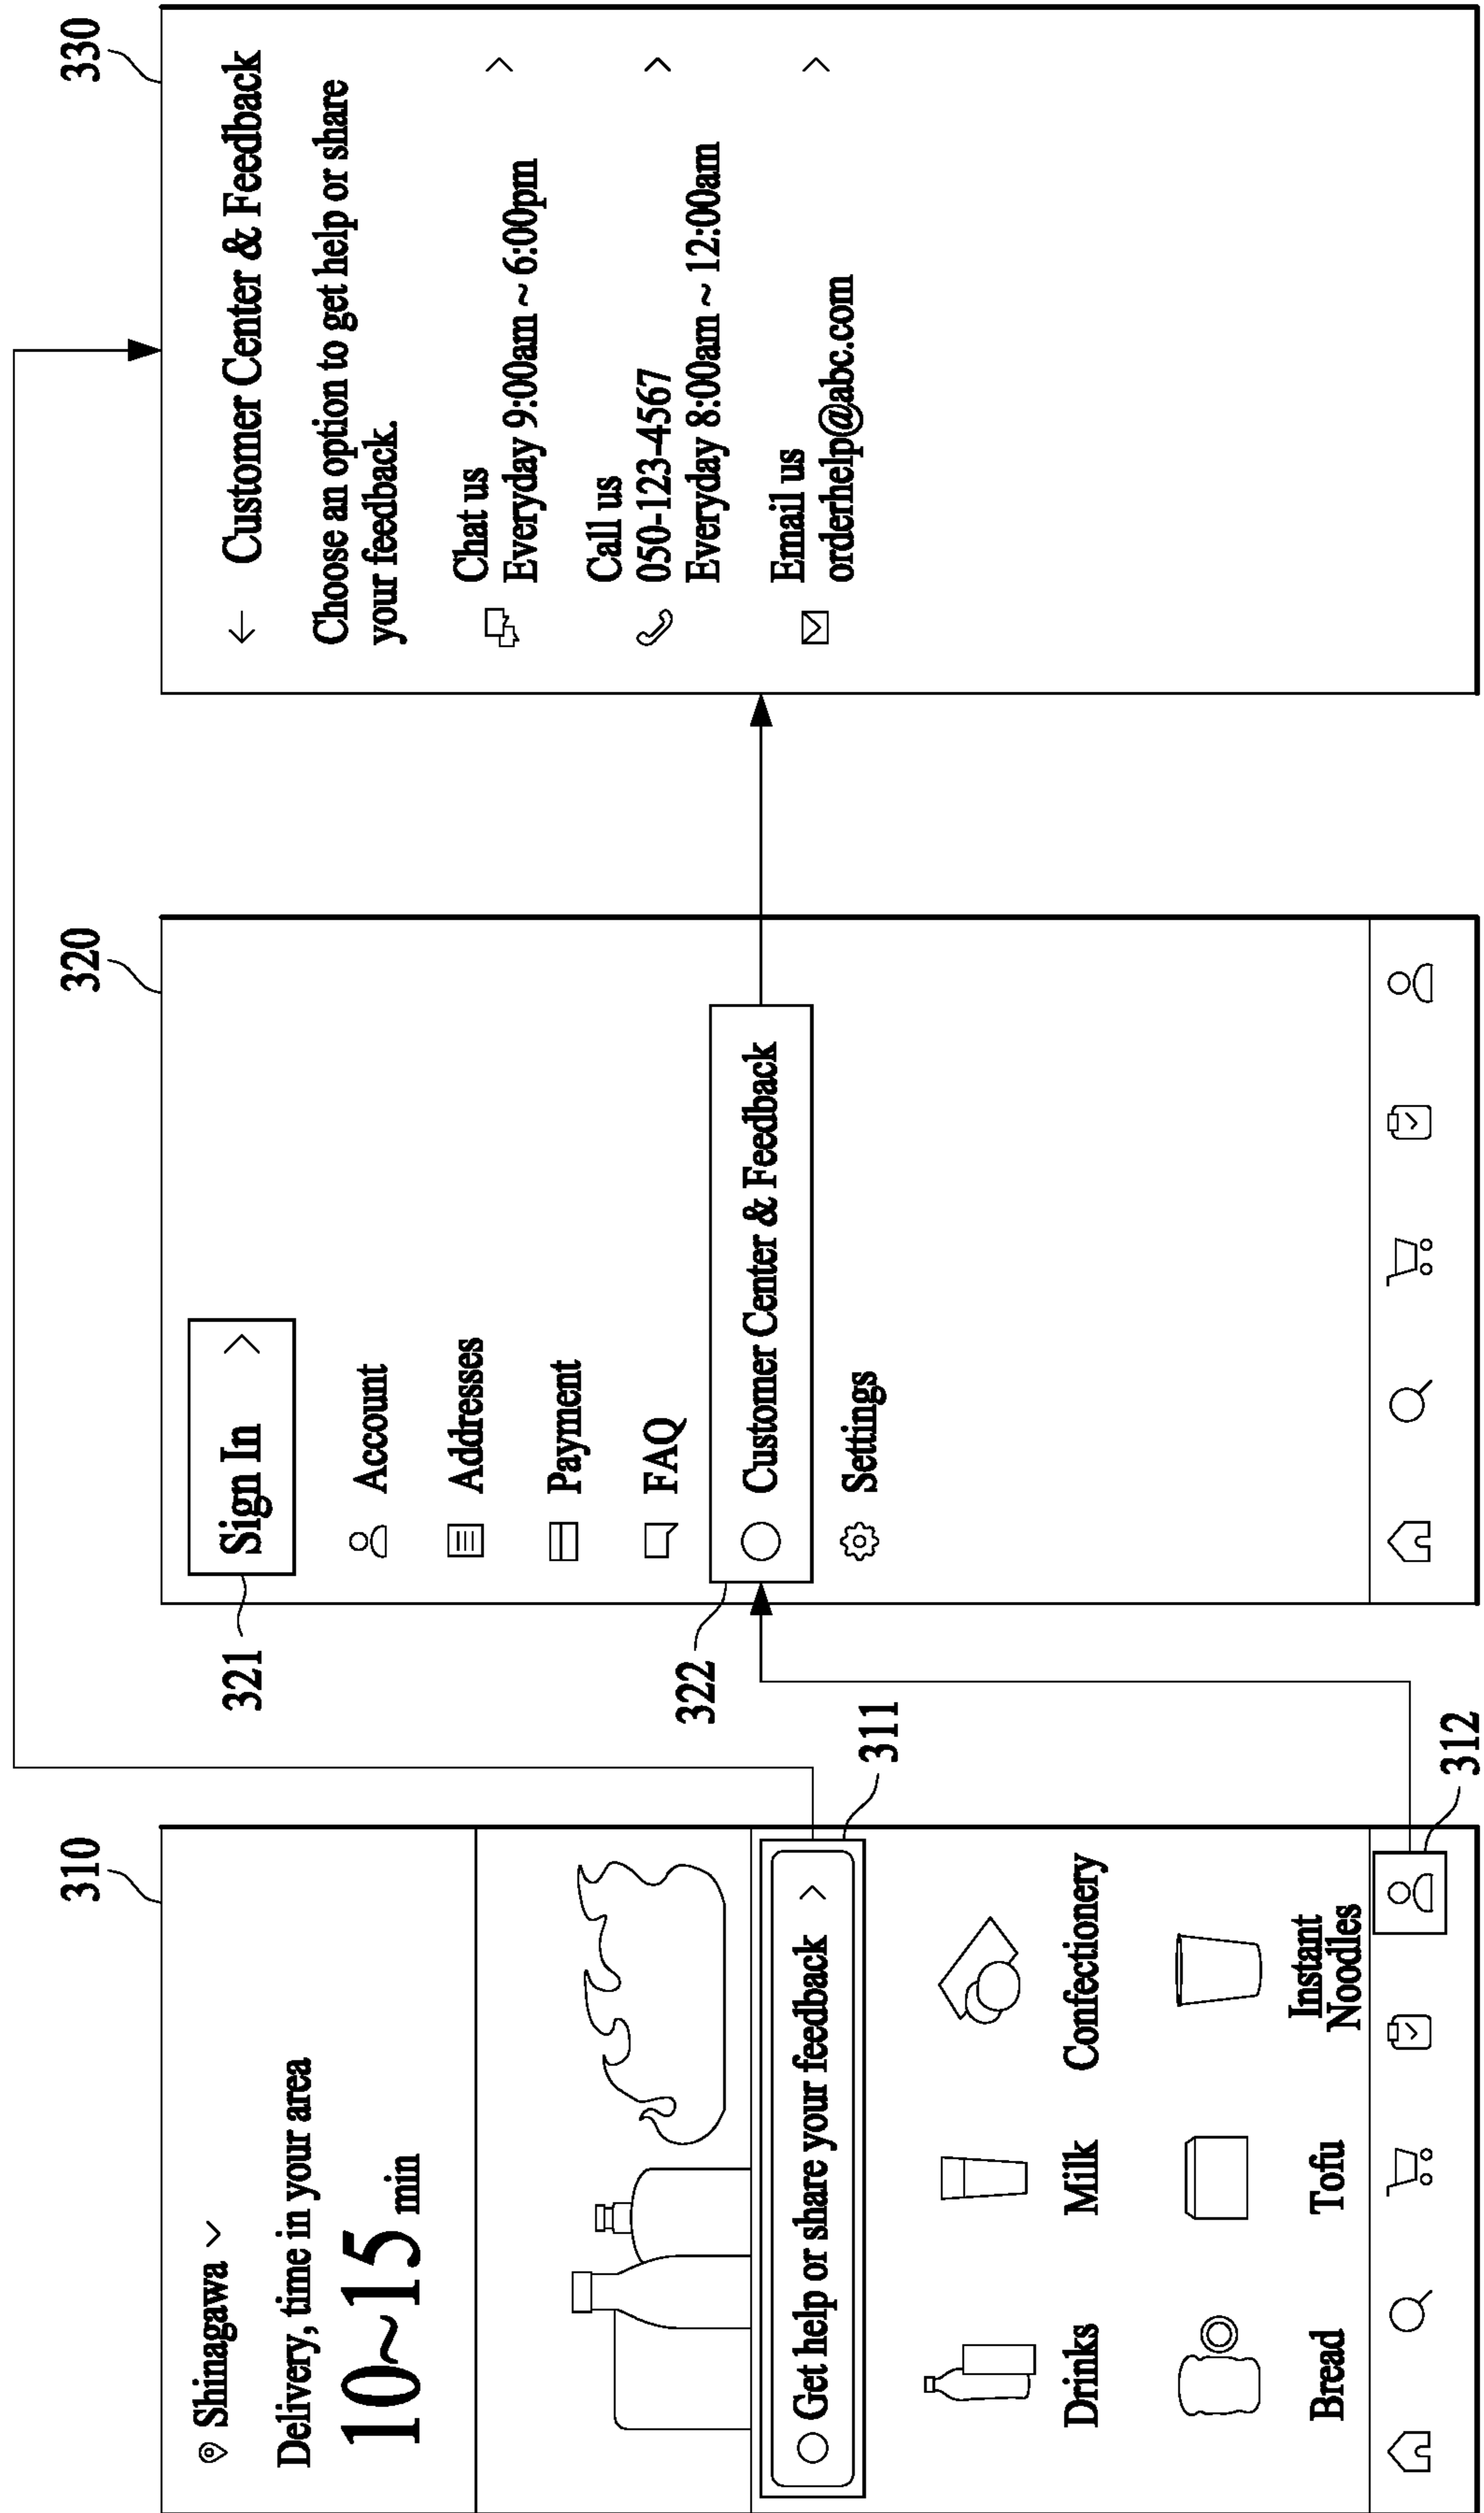 310
Shinagawa
Delivery, time in your area
10~15 min
Get help or share your feedback
311
Drinks
Milk
Confectionery
Bread
Tofu
Instant
Noodles
312
320
Sign In
321
Account
Addresses
Payment
FAQ
Customer Center & Feedback
322
Settings
330
Customer Center & Feedback
Choose an option to get help or share
your feedback.
Chat us
Everyday 9:00am ~ 6:00pm
Call us
050-123-4567
Everyday 8:00am ~ 12:00am
Email us
orderhelp@abc.com